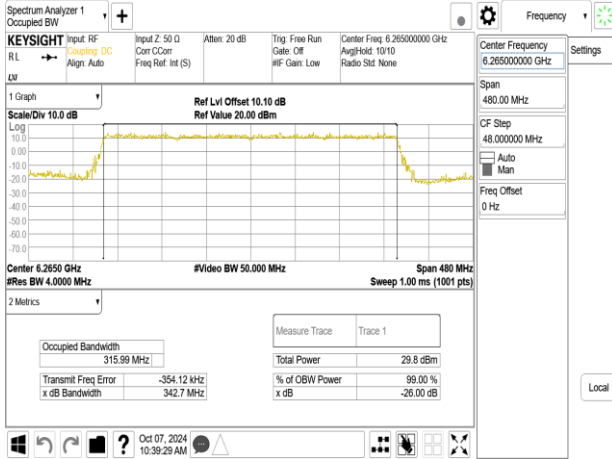 Spectrum Analyzer 1
Occupied BW
Frequency
KEYSIGHT
RL
Input: RF
Coupling: DC
Align: Auto
Input Z: 50 Ω
Corr CCorr
Freq Ref: Int (S)
Atten: 20 dB
Trig: Free Run
Gate: Off
#IF Gain: Low
Center Freq: 6.265000000 GHz
Avg|Hold: 10/10
Radio Std: None
1 Graph
Scale/Div 10.0 dB
Ref Lvl Offset 10.10 dB
Ref Value 20.00 dBm
Log
10.0
0.00
-10.0
-20.0
-30.0
-40.0
-50.0
-60.0
-70.0
Center 6.2650 GHz
#Res BW 4.0000 MHz
#Video BW 50.000 MHz
Span 480 MHz
Sweep 1.00 ms (1001 pts)
2 Metrics
Measure Trace
Trace 1
Occupied Bandwidth
315.99 MHz
Total Power
29.8 dBm
Transmit Freq Error
-354.12 kHz
% of OBW Power
99.00 %
x dB Bandwidth
342.7 MHz
x dB
-26.00 dB
Oct 07, 2024
10:39:29 AM
Center Frequency
6.265000000 GHz
Settings
Span
480.00 MHz
CF Step
48.000000 MHz
Auto
Man
Freq Offset
0 Hz
Local